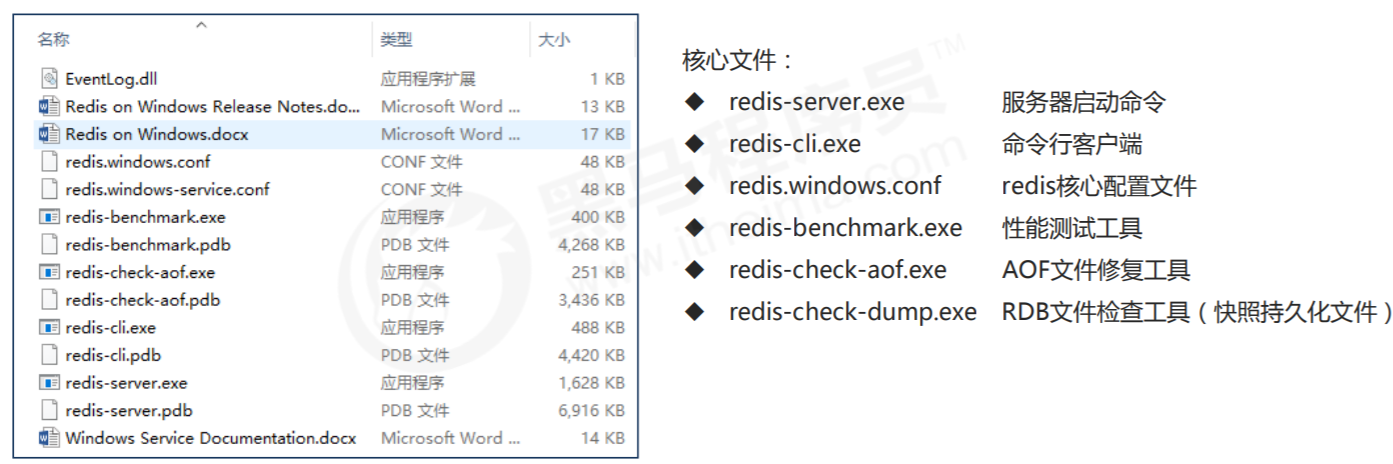 名称 类型 大小
EventLog.dll 应用程序扩展 1 KB
Redis on Windows Release Notes.do... Microsoft Word ... 13 KB
Redis on Windows.docx Microsoft Word ... 17 KB
redis.windows.conf CONF 文件 48 KB
redis.windows-service.conf CONF 文件 48 KB
redis-benchmark.exe 应用程序 400 KB
redis-benchmark.pdb PDB 文件 4,268 KB
redis-check-aof.exe 应用程序 251 KB
redis-check-aof.pdb PDB 文件 3,436 KB
redis-cli.exe 应用程序 488 KB
redis-cli.pdb PDB 文件 4,420 KB
redis-server.exe 应用程序 1,628 KB
redis-server.pdb PDB 文件 6,916 KB
Windows Service Documentation.docx Microsoft Word ... 14 KB
核心文件：
◆ redis-server.exe 服务器启动命令
◆ redis-cli.exe 命令行客户端
◆ redis.windows.conf redis核心配置文件
◆ redis-benchmark.exe 性能测试工具
◆ redis-check-aof.exe AOF文件修复工具
◆ redis-check-dump.exe RDB文件检查工具（快照持久化文件）
黑马程序员™
www.itheima.com